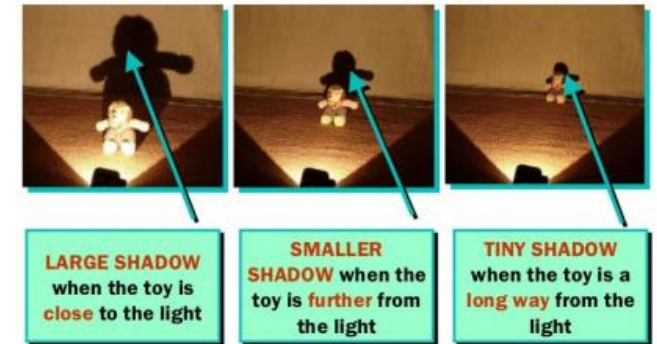 LARGE SHADOW
when the toy is
close to the light
SMALLER
SHADOW when the
toy is further from
the light
TINY SHADOW
when the toy is a
long way from the
light